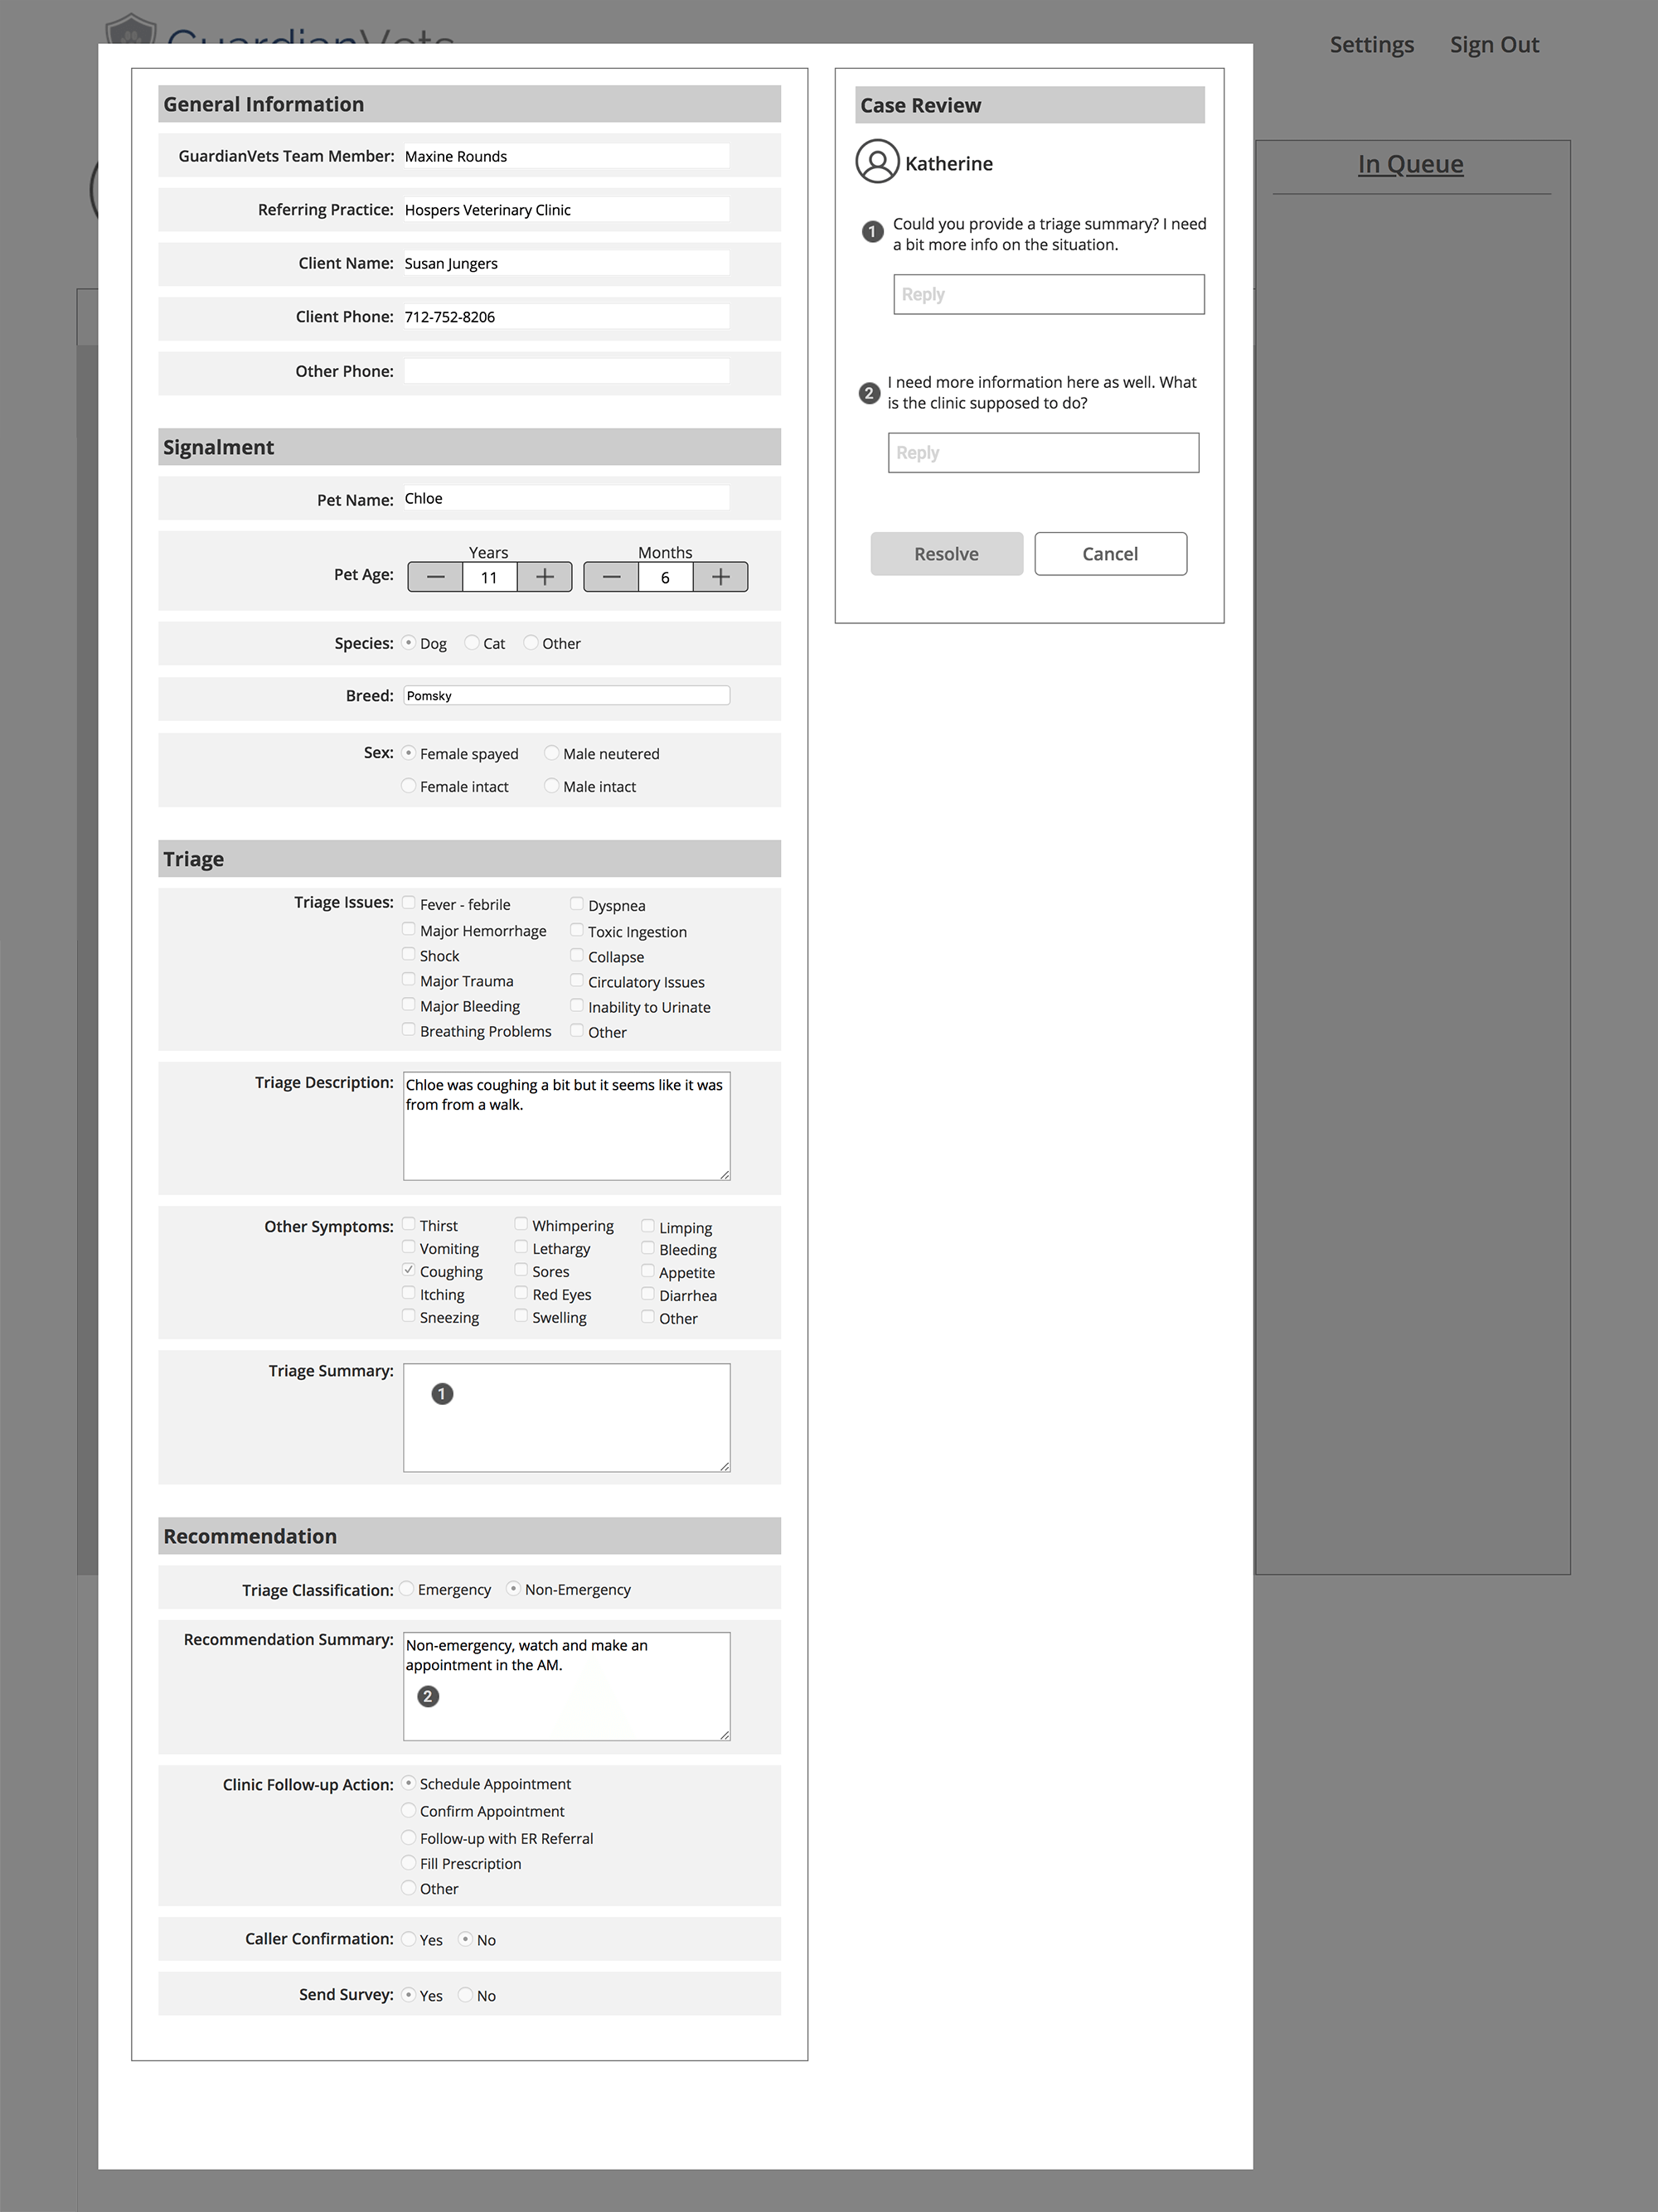 GuardianVets
Settings
Sign Out
General Information
GuardianVets Team Member: Maxine Rounds
Referring Practice: Hospers Veterinary Clinic
Client Name: Susan Jungers
Client Phone: 712-752-8206
Other Phone:
Signalment
Pet Name: Chloe
Years Months
Pet Age: — 11 + — 6 +
Species: Dog Cat Other
Breed: Pomsky
Sex: Female spayed Male neutered
Female intact Male intact
Triage
Triage Issues: Fever - febrile Dyspnea
Major Hemorrhage Toxic Ingestion
Shock Collapse
Major Trauma Circulatory Issues
Major Bleeding Inability to Urinate
Breathing Problems Other
Triage Description: Chloe was coughing a bit but it seems like it was
from from a walk.
Other Symptoms: Thirst Whimpering Limping
Vomiting Lethargy Bleeding
Coughing Sores Appetite
Itching Red Eyes Diarrhea
Sneezing Swelling Other
Triage Summary:
1
Recommendation
Triage Classification: Emergency Non-Emergency
Recommendation Summary: Non-emergency, watch and make an
appointment in the AM.
2
Clinic Follow-up Action: Schedule Appointment
Confirm Appointment
Follow-up with ER Referral
Fill Prescription
Other
Caller Confirmation: Yes No
Send Survey: Yes No
Case Review
Katherine
1 Could you provide a triage summary? I need
a bit more info on the situation.
Reply
2 I need more information here as well. What
is the clinic supposed to do?
Reply
Resolve Cancel
In Queue